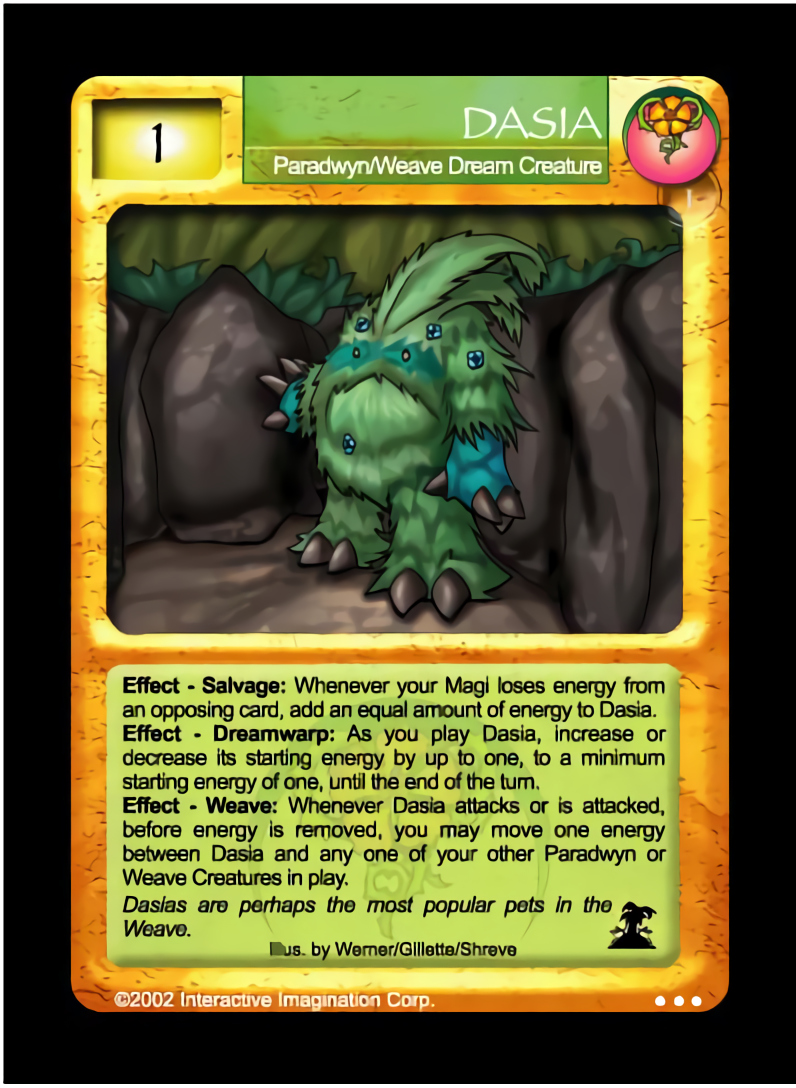 1
DASIA
Paradwyn/Weave Dream Creature
1
Effect - Salvage: Whenever your Magi loses energy from
an opposing card, add an equal amount of energy to Dasia.
Effect - Dreamwarp: As you play Dasia, increase or
decrease its starting energy by up to one, to a minimum
starting energy of one, until the end of the turn.
Effect - Weave: Whenever Dasia attacks or is attacked,
before energy is removed, you may move one energy
between Dasia and any one of your other Paradwyn or
Weave Creatures in play.
Dasias are perhaps the most popular pets in the
Weave.
Illus. by Werner/Gillette/Shreve
©2002 Interactive Imagination Corp.